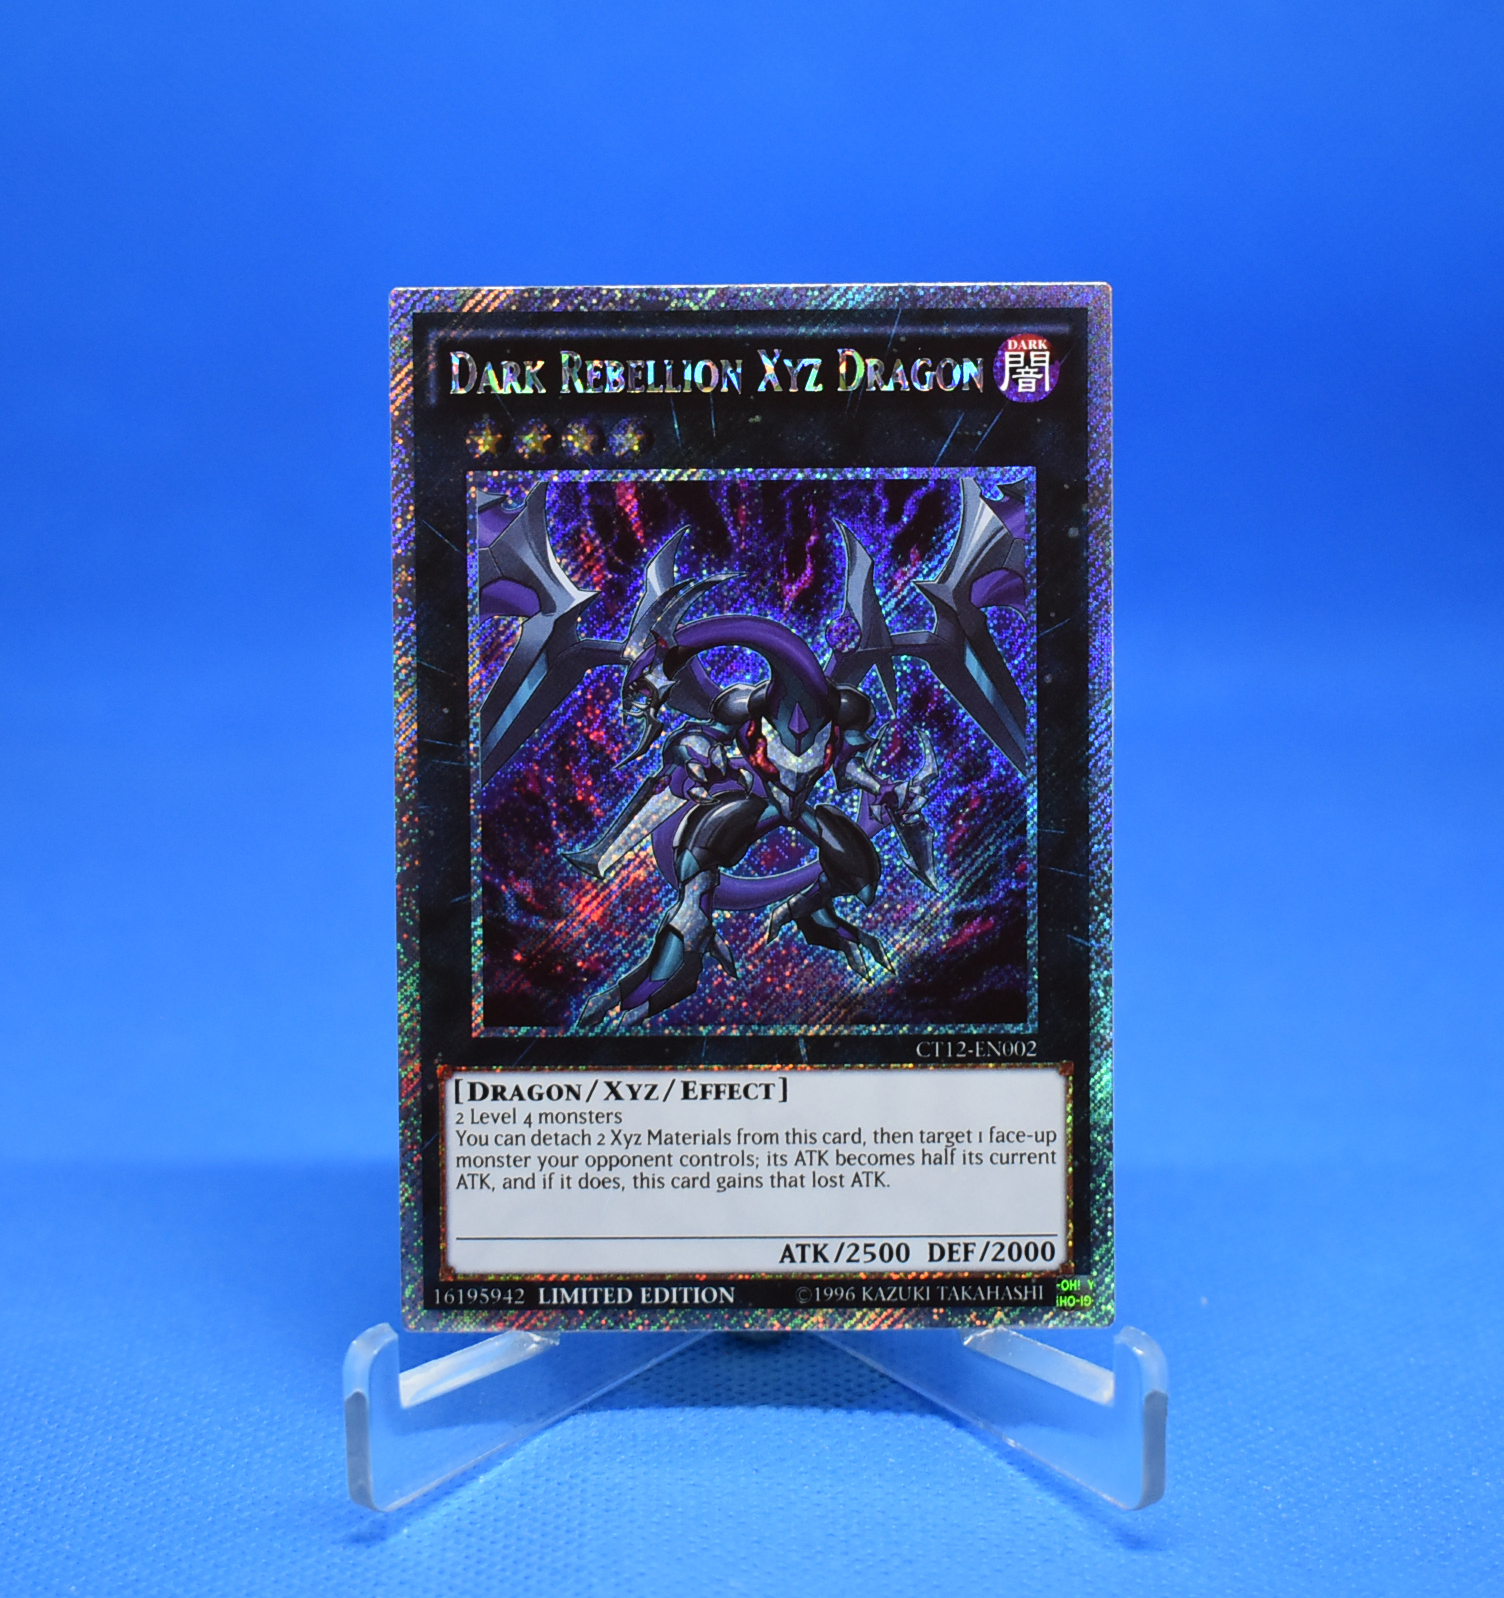 DARK REBELLION XYZ DRAGON
DARK
闇
CT12-EN002
[DRAGON/XYZ/EFFECT]
2 Level 4 monsters
You can detach 2 Xyz Materials from this card, then target 1 face-up
monster your opponent controls; its ATK becomes half its current
ATK, and if it does, this card gains that lost ATK.
ATK/2500 DEF/2000
16195942 LIMITED EDITION ©1996 KAZUKI TAKAHASHI